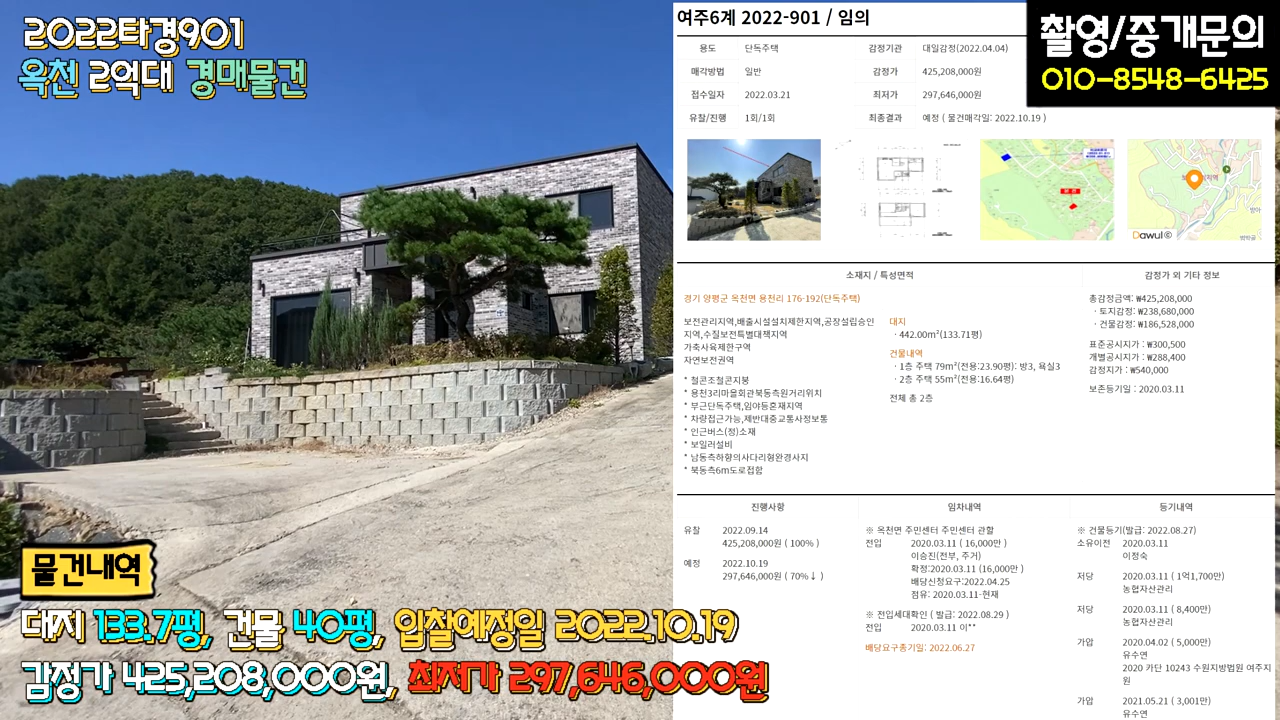 2022타경901
옥천 2억대 경매물건
여주6계 2022-901 / 임의
촬영/중개문의
010-8548-6425
용도 단독주택 감정기관 대일감정(2022.04.04)
매각방법 일반 감정가 425,208,000원
접수일자 2022.03.21 최저가 297,646,000원
유찰/진행 1회/1회 최종결과 예정 ( 물건매각일: 2022.10.19 )
Dawul©
소재지 / 특성면적
경기 양평군 옥천면 용천리 176-192(단독주택)
보전관리지역,배출시설설치제한지역,공장설립승인
지역,수질보전특별대책지역
가축사육제한구역
자연보전권역
* 철콘조철콘지붕
* 용천3리마을회관북동측원거리위치
* 부근단독주택,임야등혼재지역
* 차량접근가능,제반대중교통사정보통
* 인근버스(정)소재
* 보일러설비
* 남동측하향의사다리형완경사지
* 북동측6m도로접함
대지
· 442.00m²(133.71평)
건물내역
· 1층 주택 79m²(전용:23.90평): 방3, 욕실3
· 2층 주택 55m²(전용:16.64평)
전체 총 2층
감정가 외 기타 정보
총감정금액: ₩425,208,000
· 토지감정: ₩238,680,000
· 건물감정: ₩186,528,000
표준공시지가 : ₩300,500
개별공시지가 : ₩288,400
감정지가 : ₩540,000
보존등기일 : 2020.03.11
진행사항
유찰 2022.09.14
425,208,000원 ( 100% )
예정 2022.10.19
297,646,000원 ( 70%↓ )
임차내역
※ 옥천면 주민센터 주민센터 관할
전입 2020.03.11 ( 16,000만 )
이승진(전부, 주거)
확정:2020.03.11 (16,000만 )
배당신청요구:2022.04.25
점유: 2020.03.11-현재
※ 전입세대확인 ( 발급: 2022.08.29 )
전입 2020.03.11 이**
배당요구종기일: 2022.06.27
등기내역
※ 건물등기(발급: 2022.08.27)
소유이전 2020.03.11
이정숙
저당 2020.03.11 ( 1억1,700만)
농협자산관리
저당 2020.03.11 ( 8,400만)
농협자산관리
가압 2020.04.02 ( 5,000만)
유수연
2020 카단 10243 수원지방법원 여주지
원
가압 2021.05.21 ( 3,001만)
유수연
물건내역
대지 133.7평, 건물 40평, 입찰예정일 2022.10.19
감정가 425,208,000원, 최저가 297,646,000원